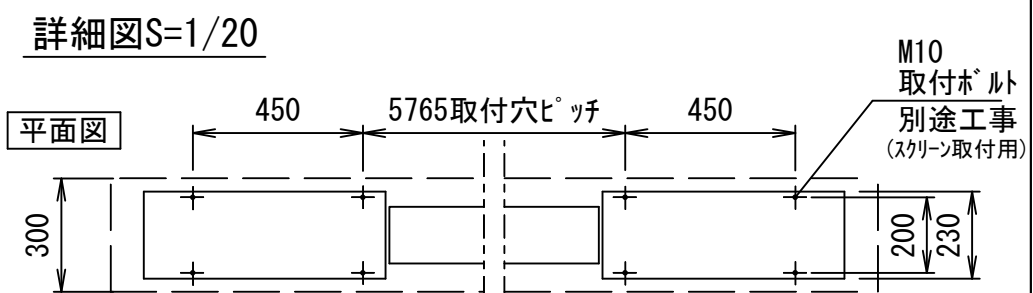 詳細図S=1/20
M10
取付ﾎﾞﾙﾄ
平面図
450
5765取付穴ﾋﾟｯﾁ
450
別途工事
(ｽｸﾘｰﾝ取付用)
300
200
230